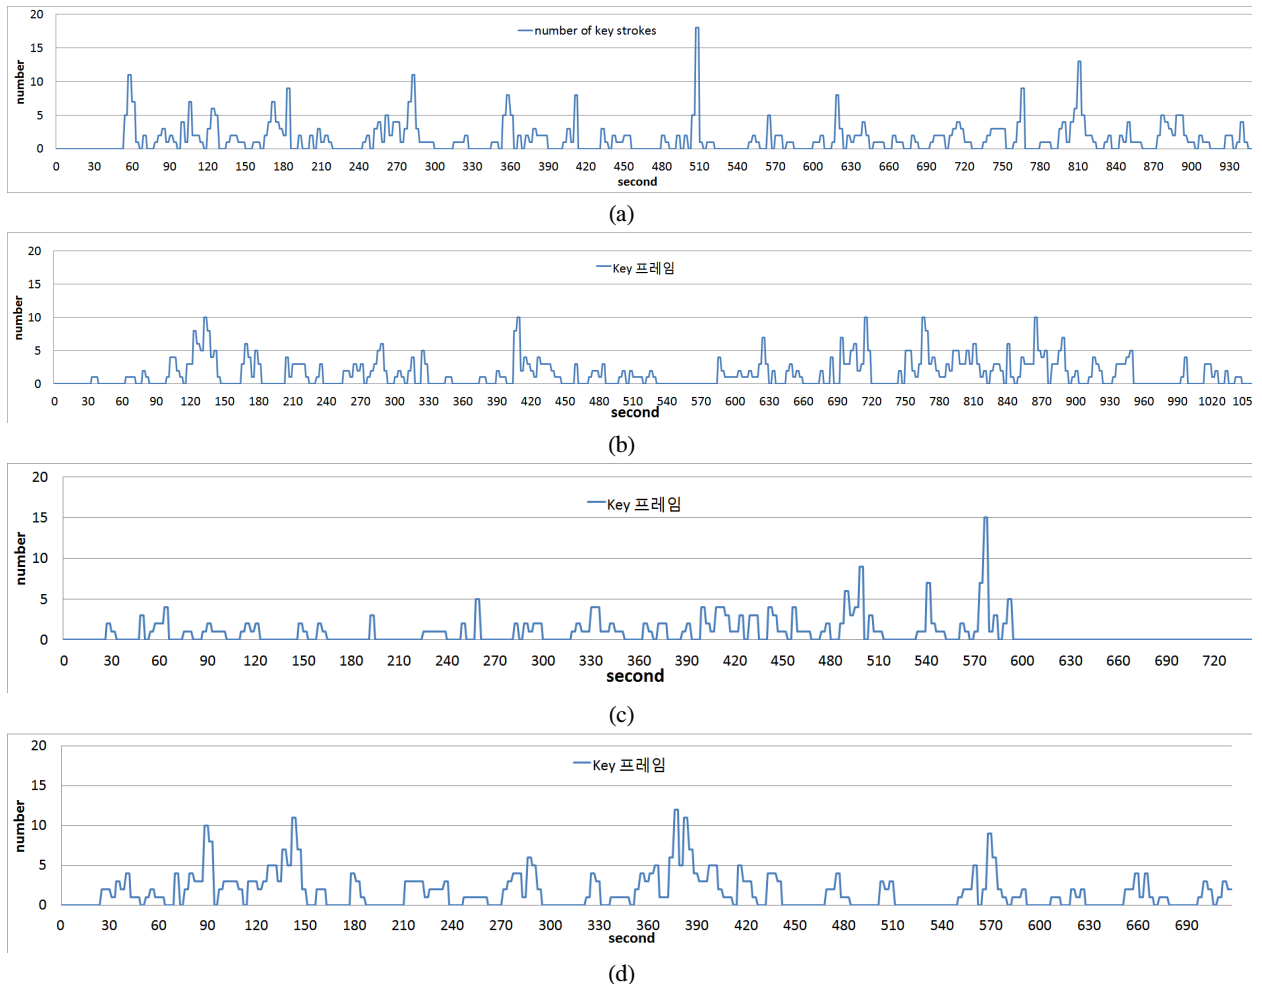 20
number of key strokes
15
number
10
5
0
0 30 60 90 120 150 180 210 240 270 300 330 360 390 420 450 480 510 540 570 600 630 660 690 720 750 780 810 840 870 900 930
second
(a)
20
Key 프레임
15
number
10
5
0
0 30 60 90 120 150 180 210 240 270 300 330 360 390 420 450 480 510 540 570 600 630 660 690 720 750 780 810 840 870 900 930 960 990 1020 105
second
(b)
20
Key 프레임
15
number
10
5
0
0 30 60 90 120 150 180 210 240 270 300 330 360 390 420 450 480 510 540 570 600 630 660 690 720
second
(c)
20
Key 프레임
15
number
10
5
0
0 30 60 90 120 150 180 210 240 270 300 330 360 390 420 450 480 510 540 570 600 630 660 690
second
(d)